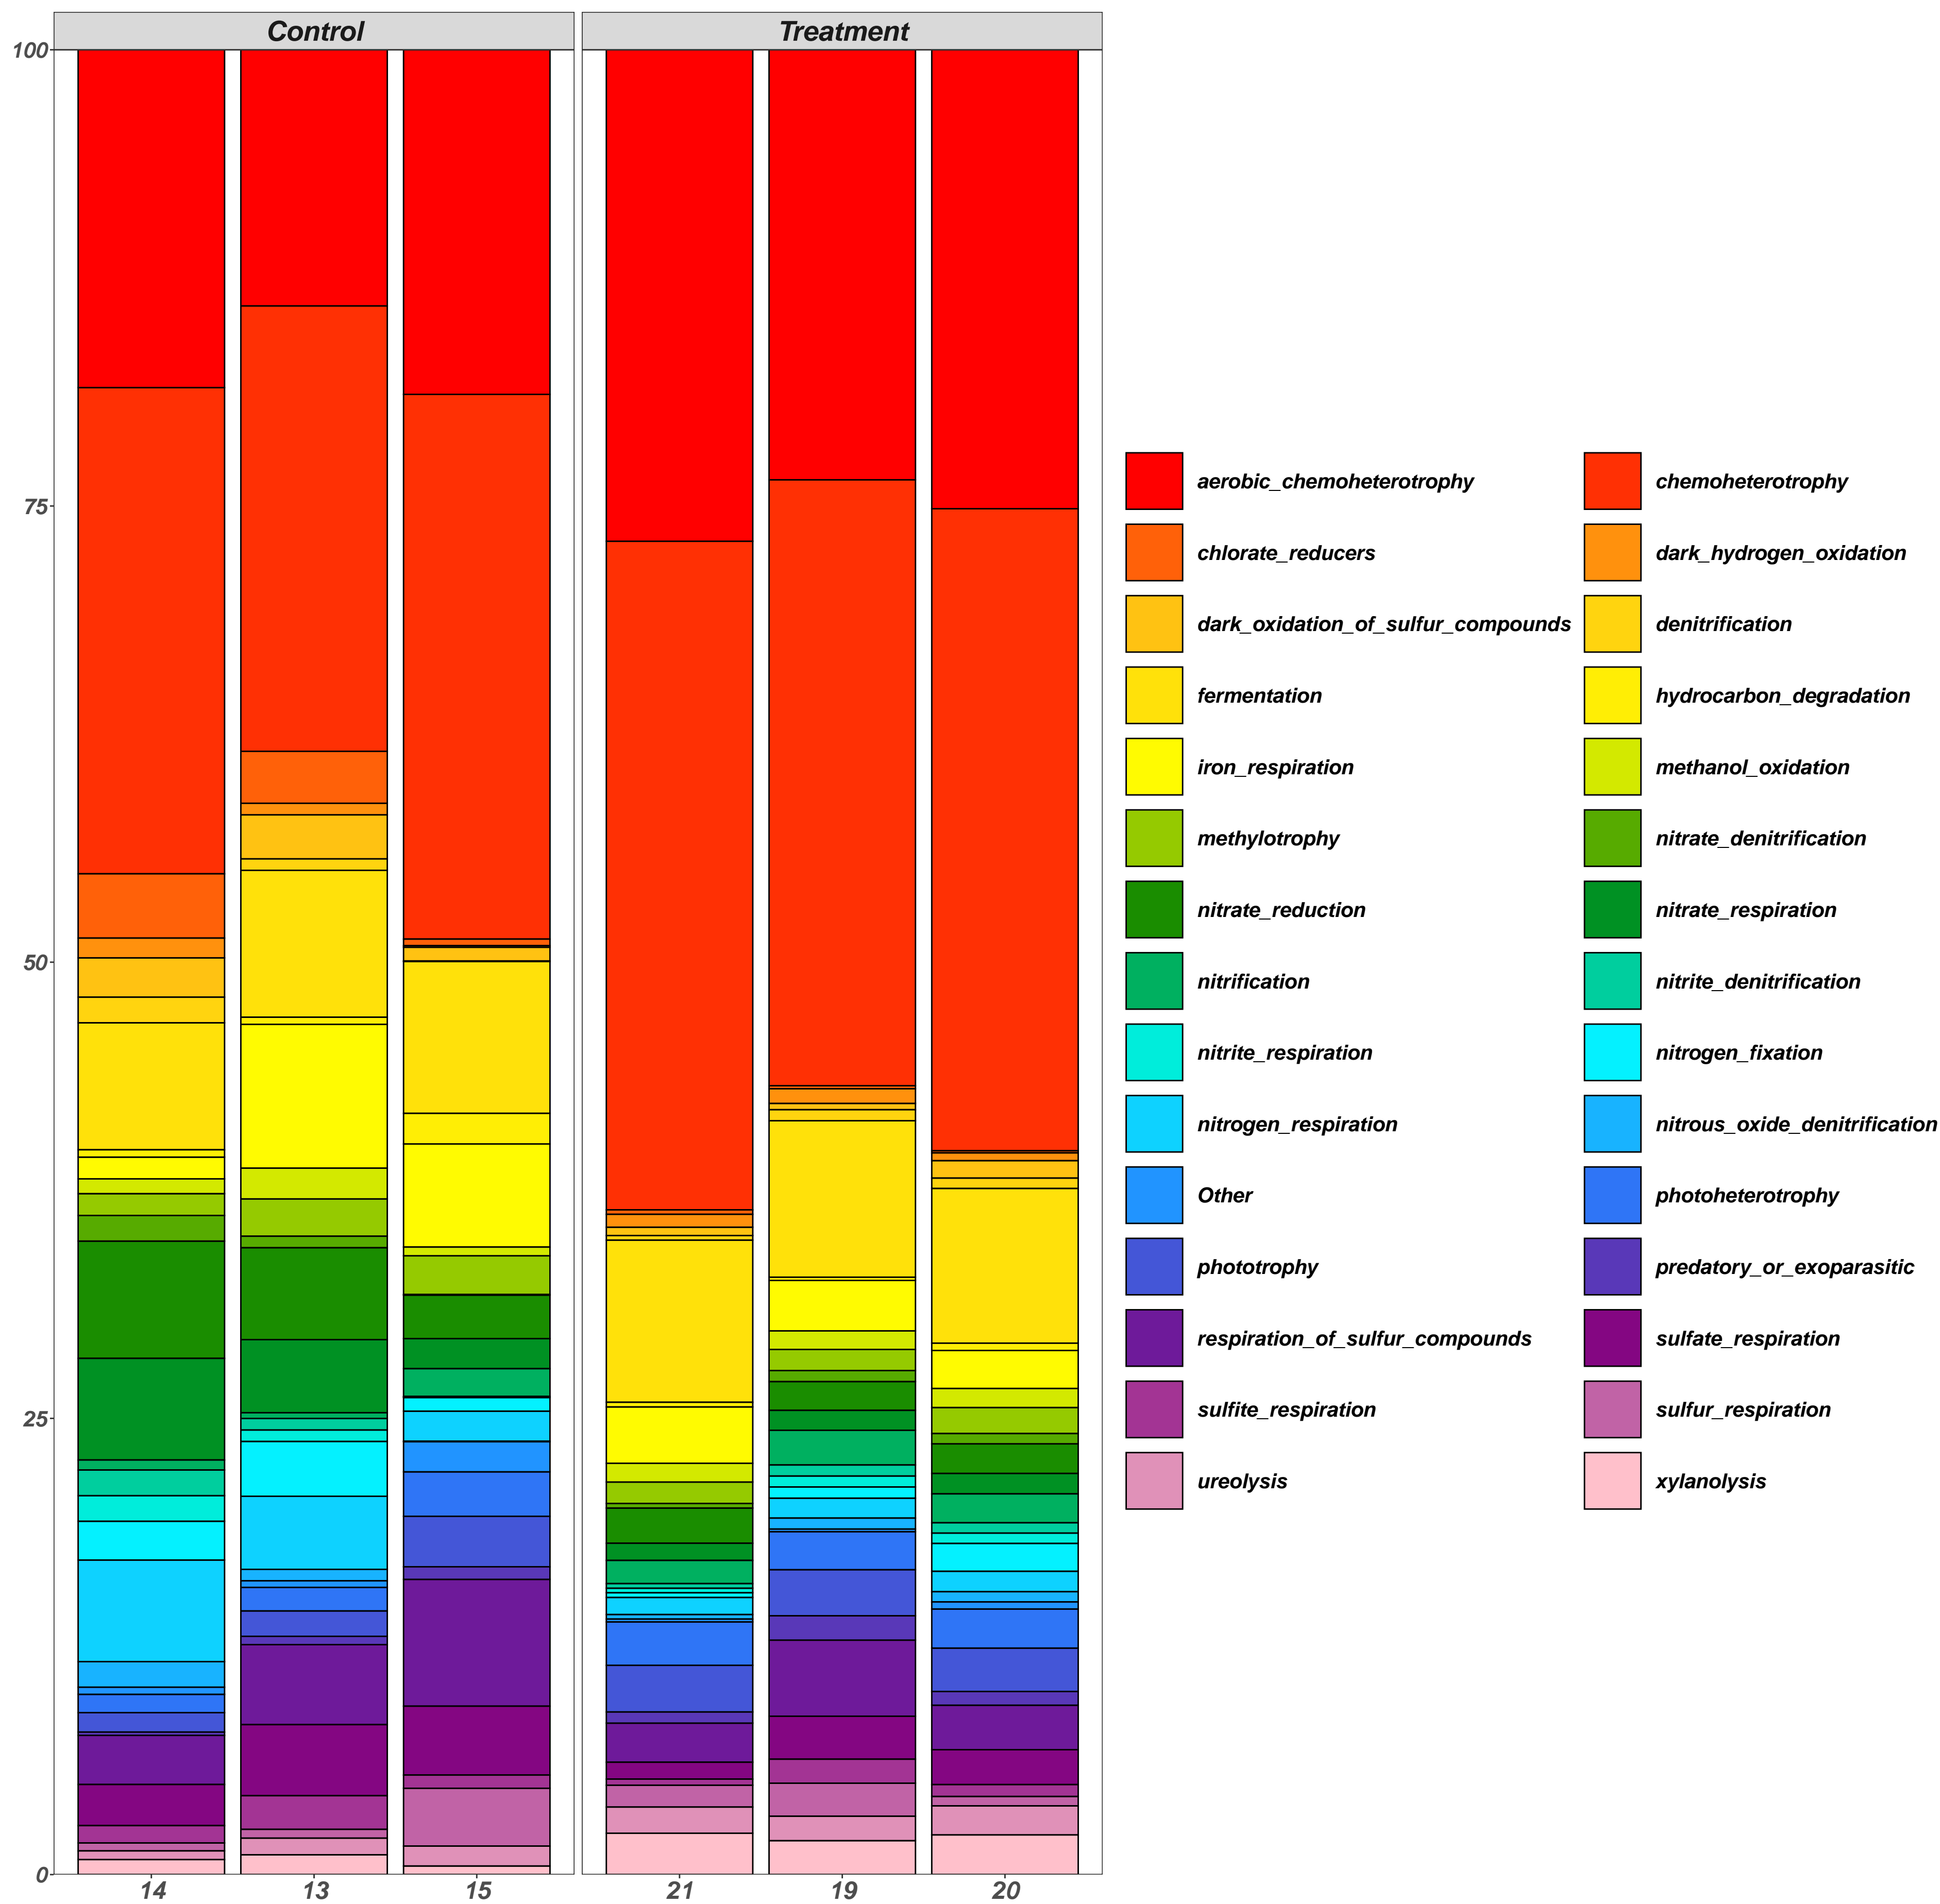 Control
Treatment
100
75
50
25
0
14
13
15
21
19
20
aerobic_chemoheterotrophy
chemoheterotrophy
chlorate_reducers
dark_hydrogen_oxidation
dark_oxidation_of_sulfur_compounds
denitrification
fermentation
hydrocarbon_degradation
iron_respiration
methanol_oxidation
methylotrophy
nitrate_denitrification
nitrate_reduction
nitrate_respiration
nitrification
nitrite_denitrification
nitrite_respiration
nitrogen_fixation
nitrogen_respiration
nitrous_oxide_denitrification
Other
photoheterotrophy
phototrophy
predatory_or_exoparasitic
respiration_of_sulfur_compounds
sulfate_respiration
sulfite_respiration
sulfur_respiration
ureolysis
xylanolysis